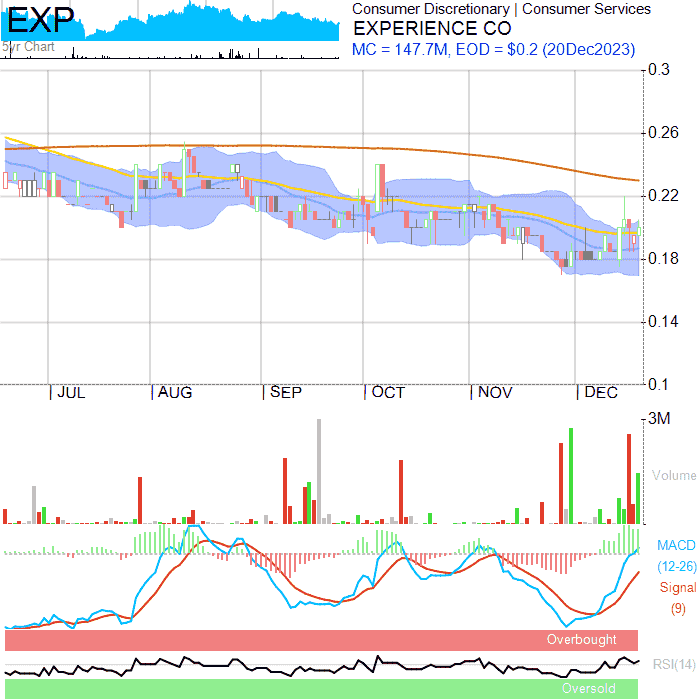 EXP
5yr Chart
Consumer Discretionary | Consumer Services
EXPERIENCE CO
MC = 147.7M, EOD = $0.2 (20Dec2023)
0.3
0.26
0.22
0.18
0.14
0.1
JUL AUG SEP OCT NOV DEC
3M
Volume
MACD
(12-26)
Signal
(9)
Overbought
RSI(14)
Oversold